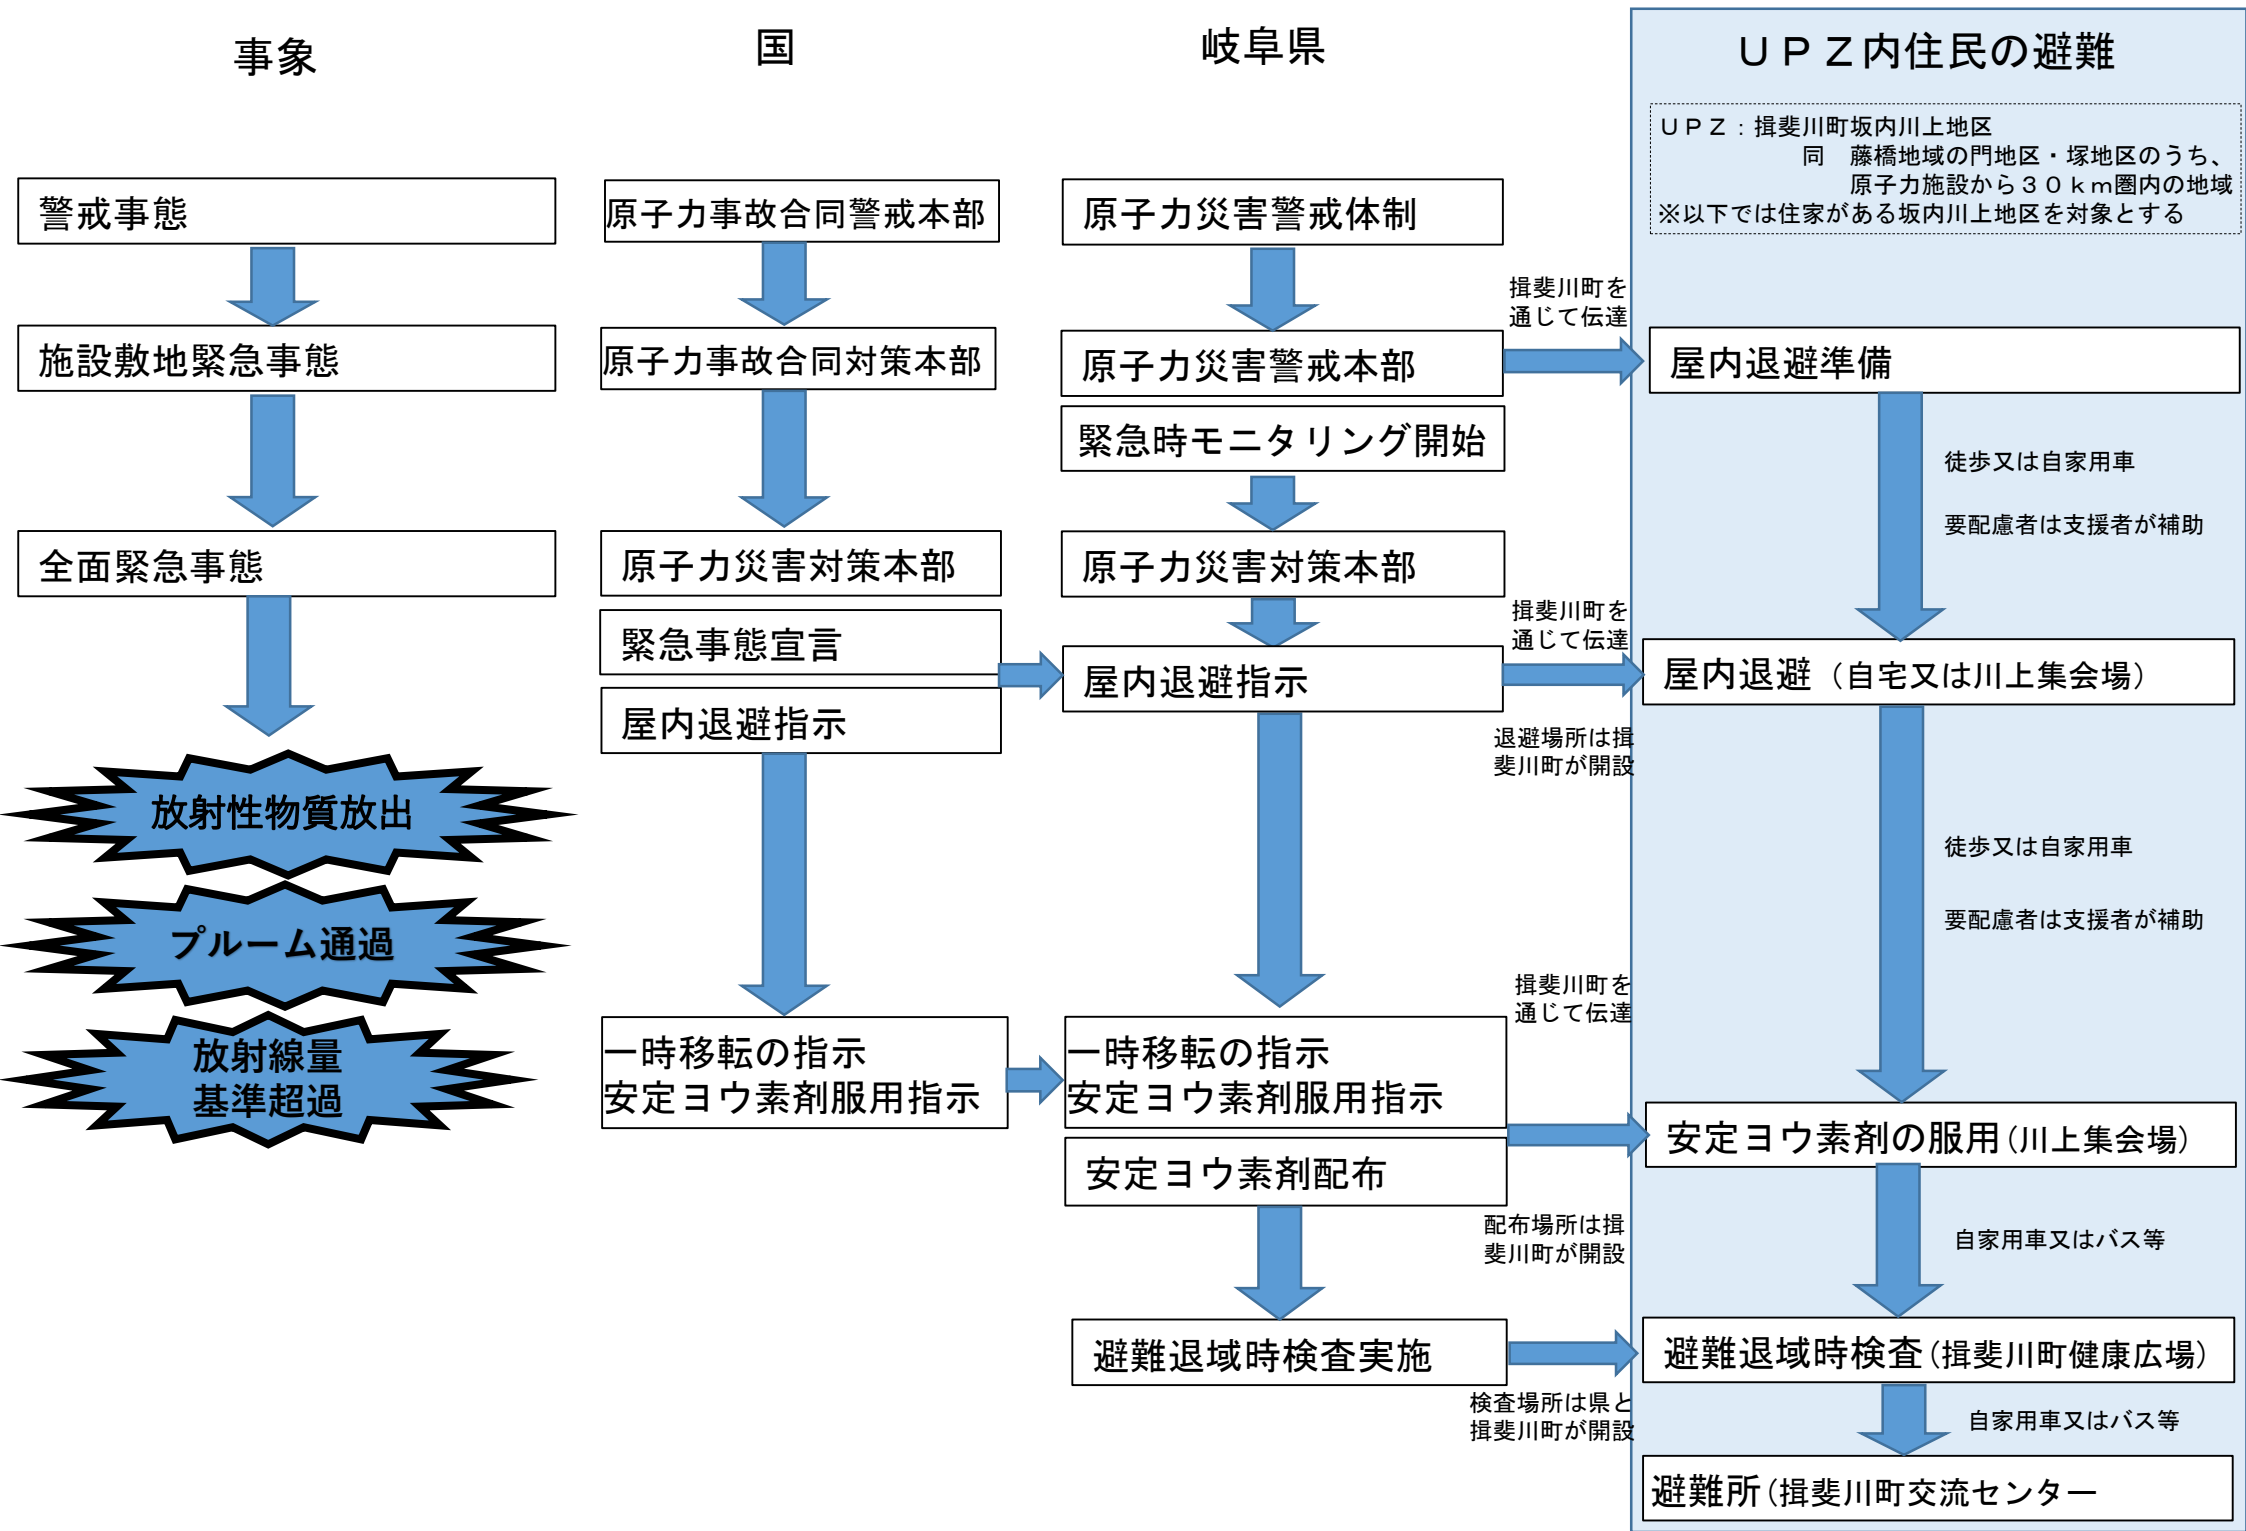 事象
国
岐阜県
ＵＰＺ内住民の避難
ＵＰＺ：揖斐川町坂内川上地区
同　藤橋地域の門地区・塚地区のうち、
原子力施設から３０ｋｍ圏内の地域
※以下では住家がある坂内川上地区を対象とする
警戒事態
原子力事故合同警戒本部
原子力災害警戒体制
揖斐川町を
通じて伝達
施設敷地緊急事態
原子力事故合同対策本部
原子力災害警戒本部
屋内退避準備
緊急時モニタリング開始
徒歩又は自家用車
要配慮者は支援者が補助
全面緊急事態
原子力災害対策本部
原子力災害対策本部
揖斐川町を
通じて伝達
緊急事態宣言
屋内退避指示
屋内退避指示
屋内退避（自宅又は川上集会場）
退避場所は揖
斐川町が開設
放射性物質放出
徒歩又は自家用車
要配慮者は支援者が補助
プルーム通過
揖斐川町を
通じて伝達
放射線量
基準超過
一時移転の指示
安定ヨウ素剤服用指示
一時移転の指示
安定ヨウ素剤服用指示
安定ヨウ素剤の服用（川上集会場）
安定ヨウ素剤配布
配布場所は揖
斐川町が開設
自家用車又はバス等
避難退域時検査実施
避難退域時検査（揖斐川町健康広場）
検査場所は県と
揖斐川町が開設
自家用車又はバス等
避難所（揖斐川町交流センター